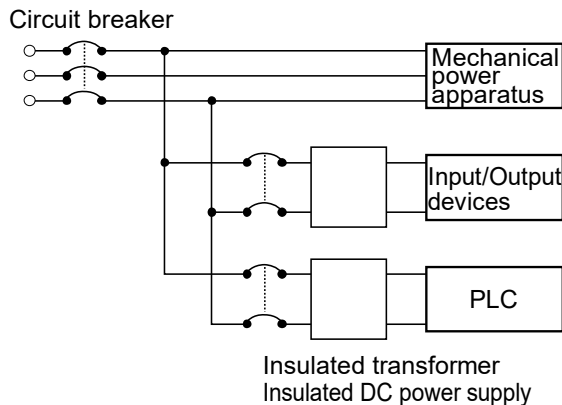 Circuit breaker
Mechanical
power
apparatus
Input/Output
devices
PLC
Insulated transformer
Insulated DC power supply